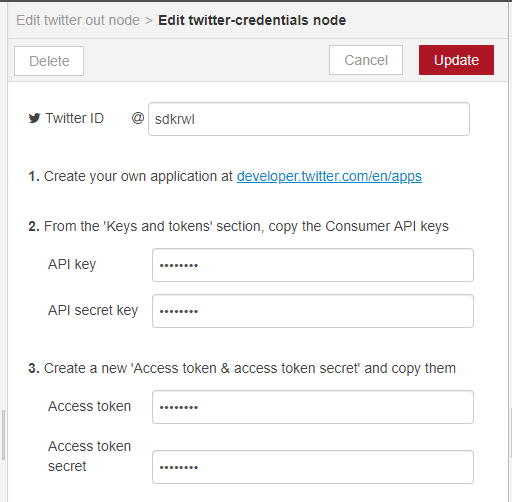 Edit twitter out node > Edit twitter-credentials node
Delete Cancel Update
Twitter ID @ sdkrwl
1. Create your own application at developer.twitter.com/en/apps
2. From the 'Keys and tokens' section, copy the Consumer API keys
API key ••••••••
API secret key ••••••••
3. Create a new 'Access token & access token secret' and copy them
Access token ••••••••
Access token
secret ••••••••